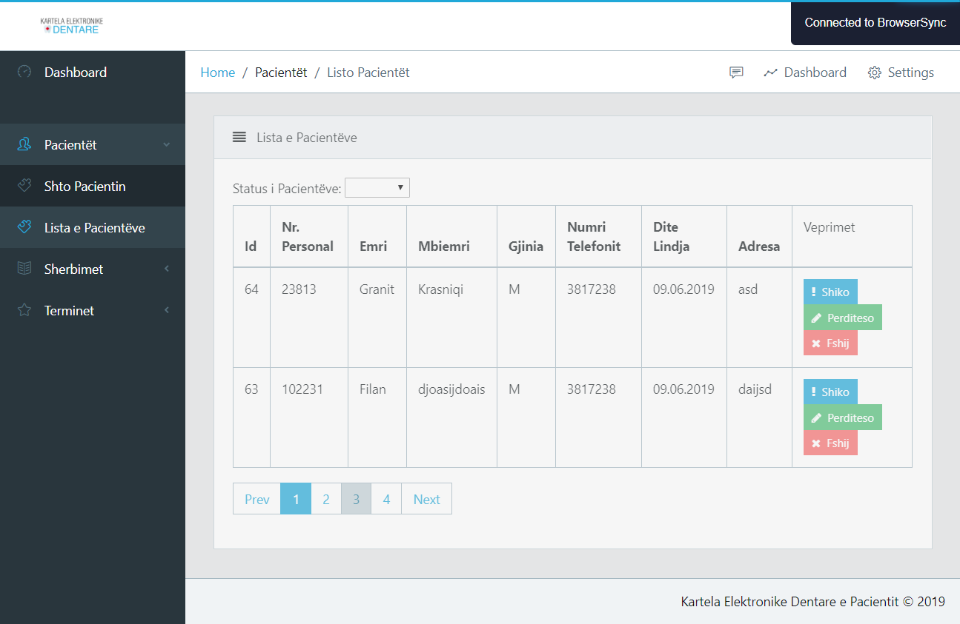 KARTELA ELEKTRONIKE
DENTARE
Connected to BrowserSync
Dashboard
Pacientët
Shto Pacientin
Lista e Pacientëve
Sherbimet
Terminet
Home / Pacientët / Listo Pacientët
Dashboard
Settings
Lista e Pacientëve
Status i Pacientëve:
Id Nr. Personal Emri Mbiemri Gjinia Numri Telefonit Dite Lindja Adresa Veprimet
64 23813 Granit Krasniqi M 3817238 09.06.2019 asd
Shiko
Perditeso
Fshij
63 102231 Filan djoasijdoais M 3817238 09.06.2019 daijsd
Shiko
Perditeso
Fshij
Prev 1 2 3 4 Next
Kartela Elektronike Dentare e Pacientit © 2019